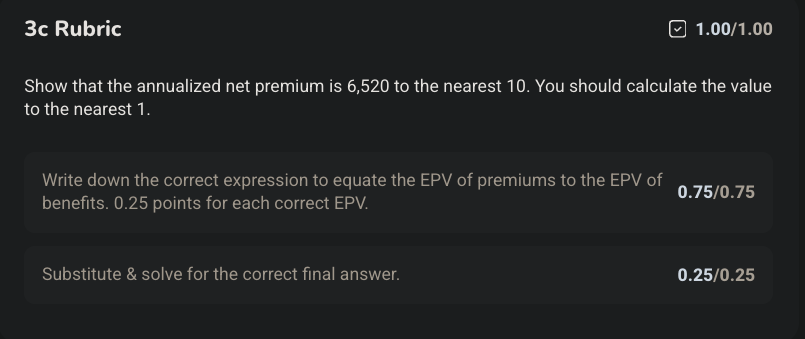 3c Rubric
1.00/1.00
Show that the annualized net premium is 6,520 to the nearest 10. You should calculate the value
to the nearest 1.
Write down the correct expression to equate the EPV of premiums to the EPV of
benefits. 0.25 points for each correct EPV.
0.75/0.75
Substitute & solve for the correct final answer.
0.25/0.25